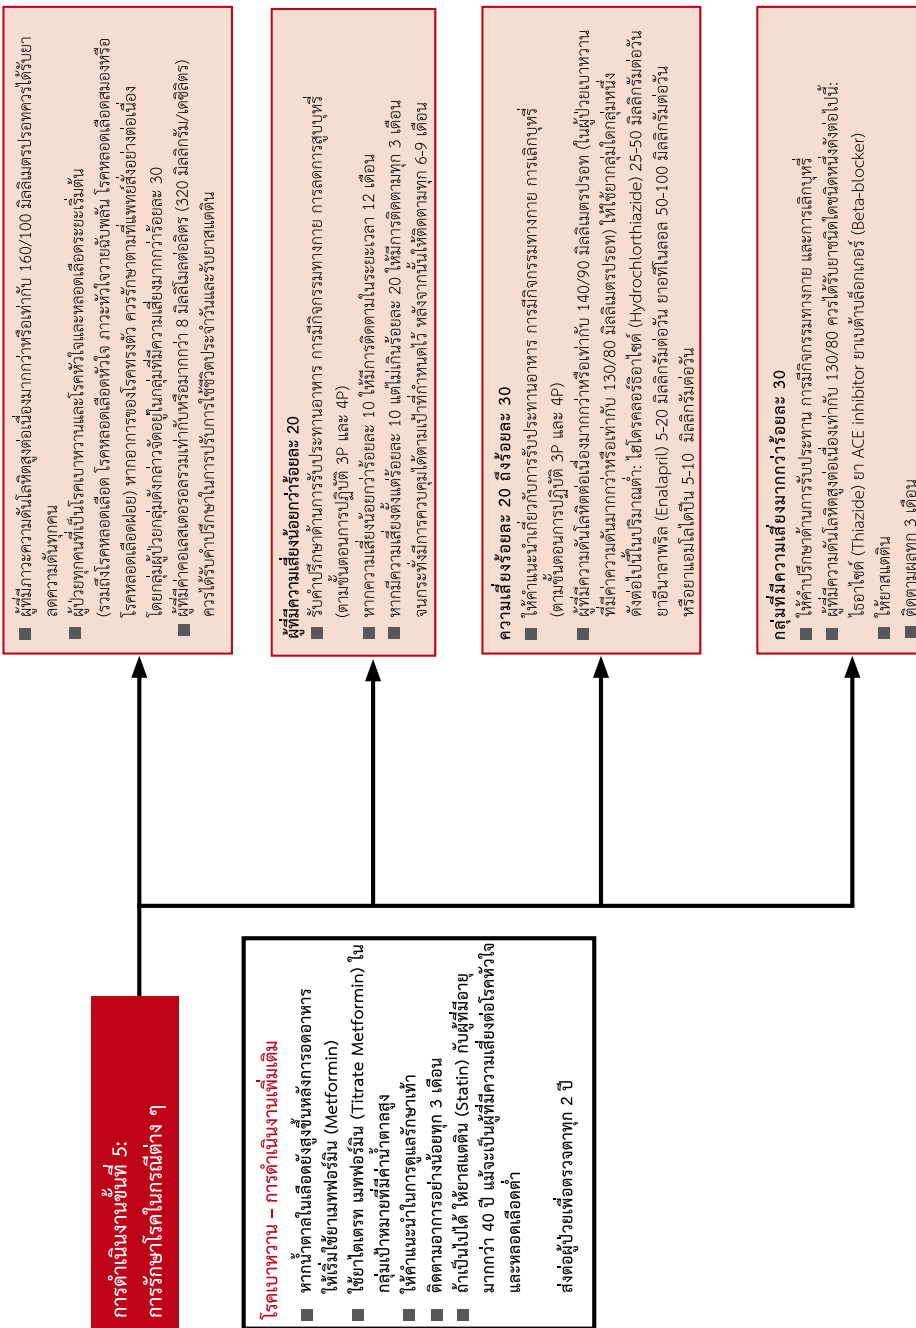 การดำเนินงานขั้นที่ 5:
การรักษาโรคในกรณีต่าง ๆ
โรคเบาหวาน – การดำเนินงานเพิ่มเติม
■ หากน้ำตาลในเลือดยังสูงขึ้นหลังการอดอาหาร
ให้เริ่มใช้ยาเมทฟอร์มิน (Metformin)
■ ใช้ยาไตเตรท เมทฟอร์มิน (Titrate Metformin) ใน
กลุ่มเป้าหมายที่มีค่าน้ำตาลสูง
■ ให้คำแนะนำในการดูแลรักษาเท้า
■ ติดตามอาการอย่างน้อยทุก 3 เดือน
■ ถ้าเป็นไปได้ ให้ยาสแตติน (Statin) กับผู้ที่มีอายุ
มากกว่า 40 ปี แม้จะเป็นผู้ที่มีความเสี่ยงต่อโรคหัวใจ
และหลอดเลือดต่ำ
ส่งต่อผู้ป่วยเพื่อตรวจตาทุก 2 ปี
■ ผู้ที่มีภาวะความดันโลหิตสูงต่อเนื่องมากกว่าหรือเท่ากับ 160/100 มิลลิเมตรปรอทควรได้รับยา
ลดความดันทุกคน
■ ผู้ป่วยทุกคนที่เป็นโรคเบาหวานและโรคหัวใจและหลอดเลือดระยะเริ่มต้น
(รวมถึงโรคหลอดเลือด โรคหลอดเลือดหัวใจ ภาวะหัวใจวายฉับพลัน โรคหลอดเลือดสมองหรือ
โรคหลอดเลือดฝอย) หากอาการของโรคทรงตัว ควรรักษาตามที่แพทย์สั่งอย่างต่อเนื่อง
โดยกลุ่มผู้ป่วยกลุ่มดังกล่าวจัดอยู่ในกลุ่มที่มีความเสี่ยงมากกว่าร้อยละ 30
■ ผู้ที่มีค่าคอเลสเตอรอลรวมเท่ากับหรือมากกว่า 8 มิลลิโมลต่อลิตร (320 มิลลิกรัม/เดซิลิตร)
ควรได้รับคำปรึกษาในการปรับการใช้ชีวิตประจำวันและรับยาสแตติน
ผู้ที่มีความเสี่ยงน้อยกว่าร้อยละ 20
■ รับคำปรึกษาด้านการรับประทานอาหาร การมีกิจกรรมทางกาย การลดการสูบบุหรี่
(ตามขั้นตอนการปฏิบัติ 3P และ 4P)
■ หากความเสี่ยงน้อยกว่าร้อยละ 10 ให้มีการติดตามในระยะเวลา 12 เดือน
■ หากมีความเสี่ยงตั้งแต่ร้อยละ 10 แต่ไม่เกินร้อยละ 20 ให้มีการติดตามทุก 3 เดือน
จนกระทั่งมีการควบคุมได้ตามเป้าที่กำหนดไว้ หลังจากนั้นให้ติดตามทุก 6-9 เดือน
ความเสี่ยงร้อยละ 20 ถึงร้อยละ 30
■ ให้คำแนะนำเกี่ยวกับการรับประทานอาหาร การมีกิจกรรมทางกาย การเลิกบุหรี่
(ตามขั้นตอนการปฏิบัติ 3P และ 4P)
■ ผู้ที่มีความดันโลหิตต่อเนื่องมากกว่าหรือเท่ากับ 140/90 มิลลิเมตรปรอท (ในผู้ป่วยเบาหวาน
ที่มีค่าความดันมากกว่าหรือเท่ากับ 130/80 มิลลิเมตรปรอท) ให้ใช้ยากลุ่มใดกลุ่มหนึ่ง
ดังต่อไปนี้ในปริมาณต่ำ: ไฮโดรคลอร์ธิอาไซด์ (Hydrochlorthiazide) 25-50 มิลลิกรัมต่อวัน
ยาอีนาลาพริล (Enalapril) 5-20 มิลลิกรัมต่อวัน ยาอทีโนลอล 50-100 มิลลิกรัมต่อวัน
หรือยาแอมโลไดปีน 5-10 มิลลิกรัมต่อวัน
กลุ่มที่มีความเสี่ยงมากกว่าร้อยละ 30
■ ให้คำปรึกษาด้านการรับประทาน การมีกิจกรรมทางกาย และการเลิกบุหรี่
■ ผู้ที่มีความดันโลหิตสูงต่อเนื่องเท่ากับ 130/80 ควรได้รับยาชนิดใดชนิดหนึ่งดังต่อไปนี้:
ไธอาไซด์ (Thiazide) ยา ACE inhibitor ยาเบต้าบล็อกเกอร์ (Beta-blocker)
■ ให้ยาสแตติน
■ ติดตามผลทุก 3 เดือน